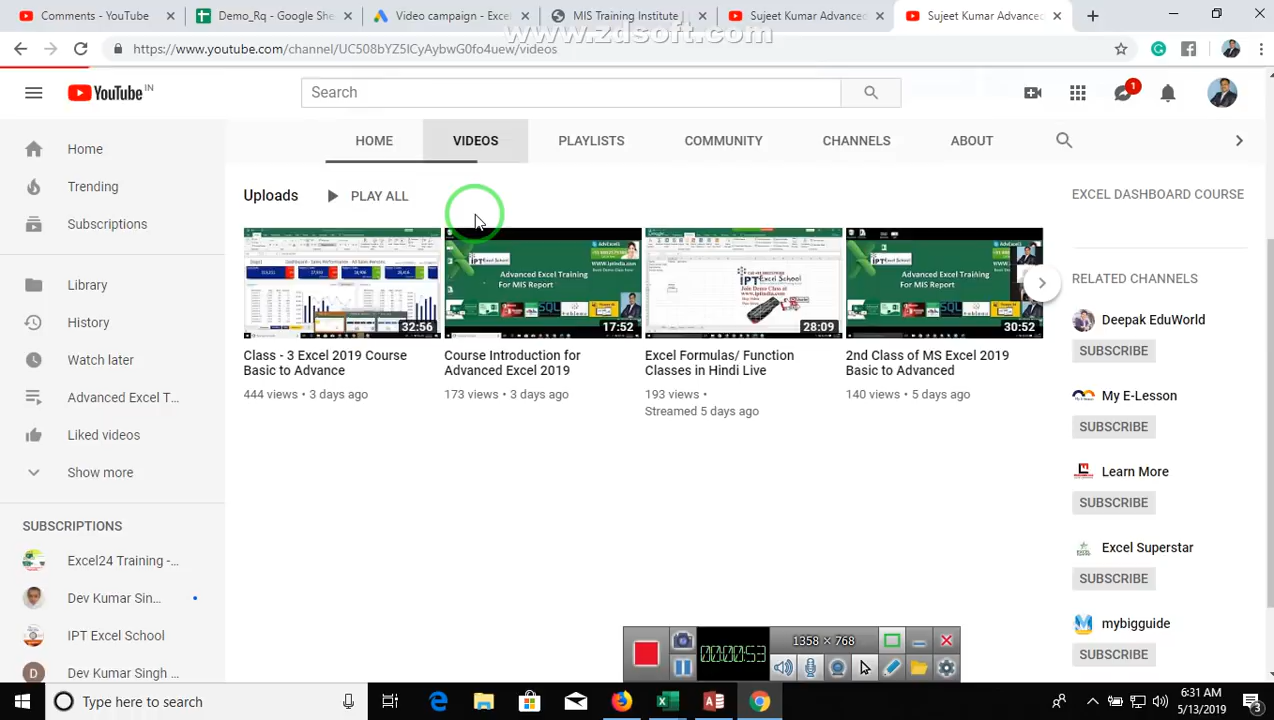 Comments - YouTube
Demo_Rq - Google She
Video campaign - Excel
MIS Training Institute
Sujeet Kumar Advanced
Sujeet Kumar Advanced
https://www.youtube.com/channel/UC508bYZ5ICyAybwG0fo4uew/videos
www.zdsoft.com
YouTube IN
Search
1
HOME
VIDEOS
PLAYLISTS
COMMUNITY
CHANNELS
ABOUT
Home
Trending
Subscriptions
Library
History
Watch later
Advanced Excel T...
Liked videos
Show more
SUBSCRIPTIONS
Excel24 Training -...
Dev Kumar Sin...
IPT Excel School
D
Dev Kumar Singh
Uploads
PLAY ALL
32:56
Class - 3 Excel 2019 Course
Basic to Advance
444 views • 3 days ago
Advanced Excel Training
For MIS Report
17:52
Course Introduction for
Advanced Excel 2019
173 views • 3 days ago
IPT Excel School
28:09
Excel Formulas/ Function
Classes in Hindi Live
193 views •
Streamed 5 days ago
Advanced Excel Training
For MIS Report
30:52
2nd Class of MS Excel 2019
Basic to Advanced
140 views • 5 days ago
EXCEL DASHBOARD COURSE
RELATED CHANNELS
Deepak EduWorld
SUBSCRIBE
My E-Lesson
SUBSCRIBE
Learn More
SUBSCRIBE
Excel Superstar
SUBSCRIBE
mybigguide
SUBSCRIBE
00:00:53
1358 × 768
Type here to search
6:31 AM
5/13/2019
3